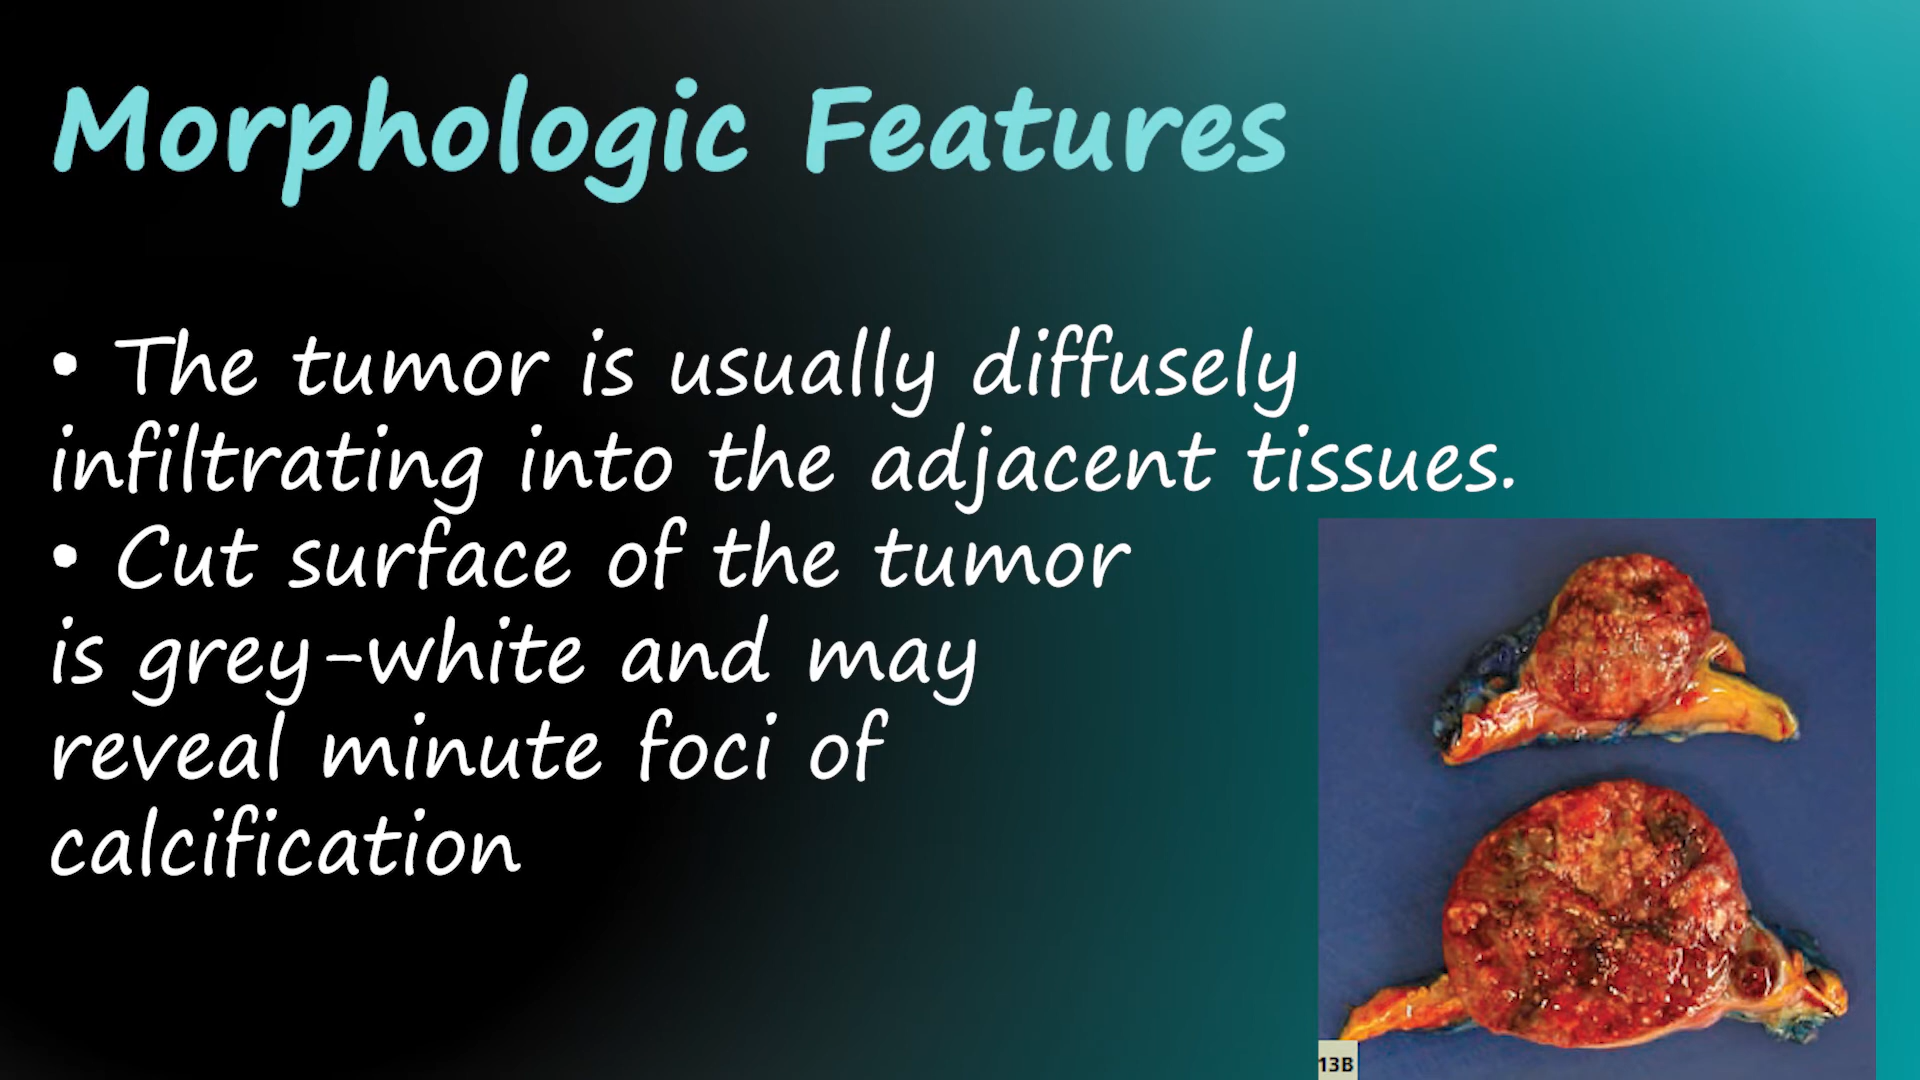 Morphologic Features
• The tumor is usually diffusely
infiltrating into the adjacent tissues.
• Cut surface of the tumor
is grey-white and may
reveal minute foci of
calcification
13B